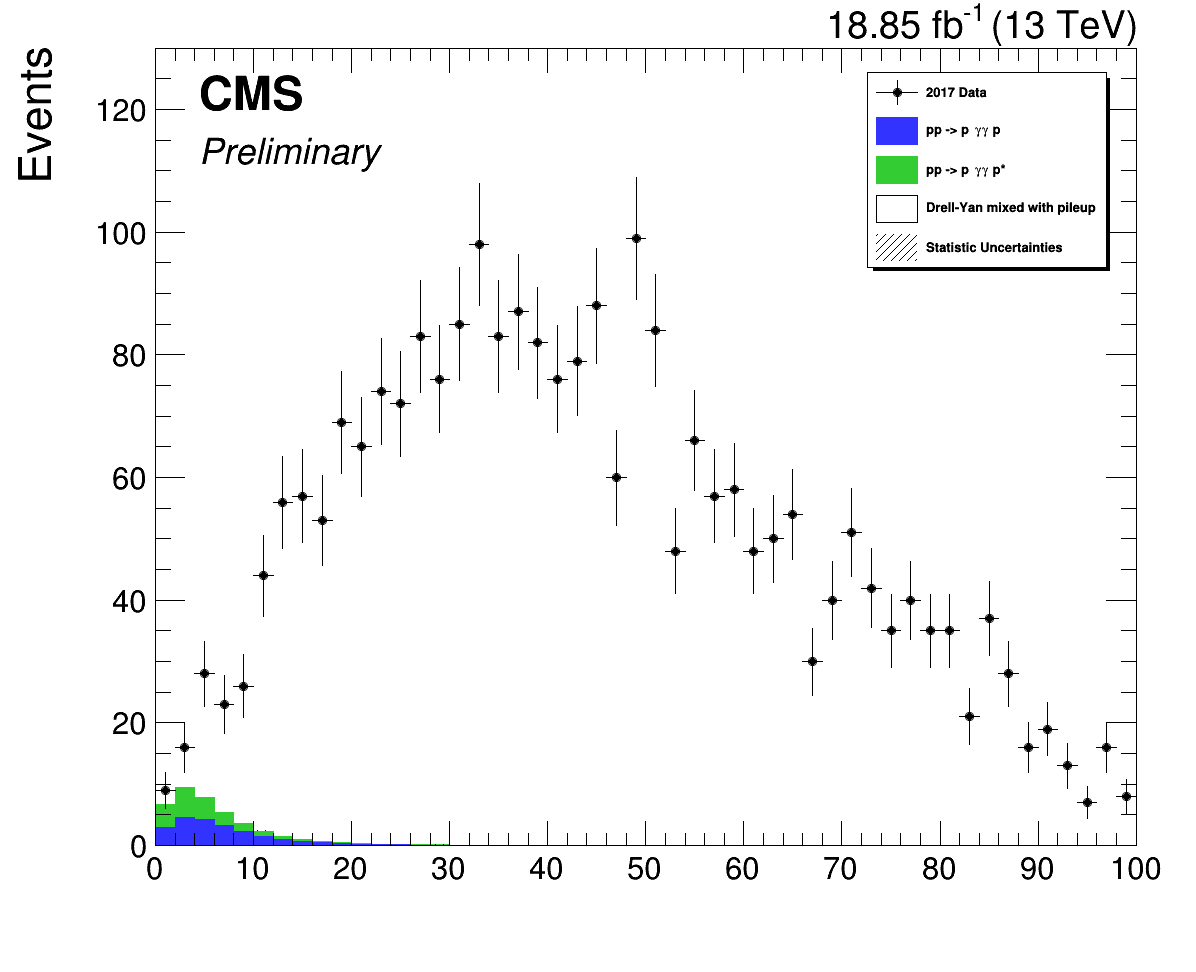 18.85 fb-1 (13 TeV)
Events
CMS
Preliminary
2017 Data
pp -> p γγ p
pp -> p γγ p*
Drell-Yan mixed with pileup
Statistic Uncertainties
120
100
80
60
40
20
0
0 10 20 30 40 50 60 70 80 90 100